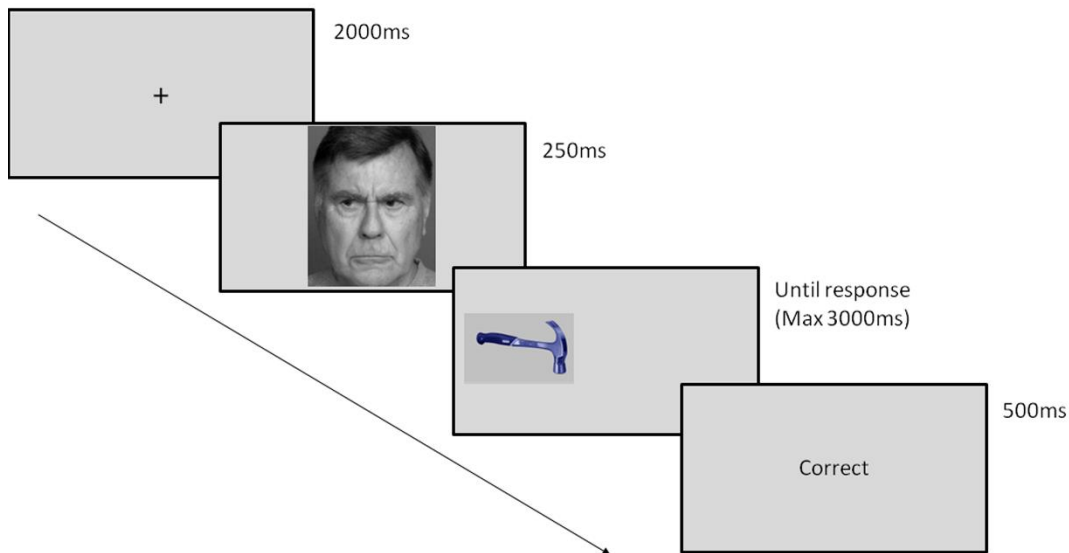 2000ms
+
250ms
Until response
(Max 3000ms)
500ms
Correct